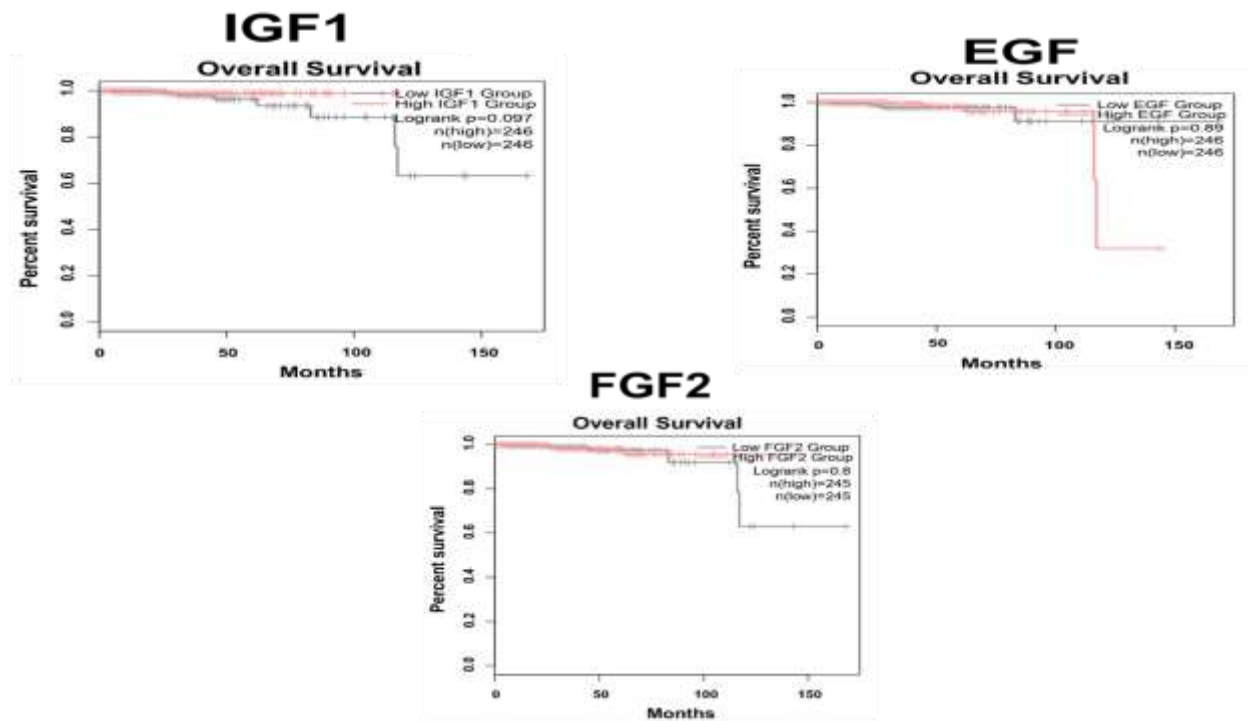 IGF1
Overall Survival
Low IGF1 Group
High IGF1 Group
Logrank p=0.097
n(high)=246
n(low)=246
Percent survival
0.0
0.2
0.4
0.6
0.8
1.0
0
50
100
150
Months
EGF
Overall Survival
Low EGF Group
High EGF Group
Logrank p=0.89
n(high)=246
n(low)=246
Percent survival
0.0
0.2
0.4
0.6
0.8
1.0
0
50
100
150
Months
FGF2
Overall Survival
Low FGF2 Group
High FGF2 Group
Logrank p=0.8
n(high)=245
n(low)=245
Percent survival
0.0
0.2
0.4
0.6
0.8
1.0
0
50
100
150
Months